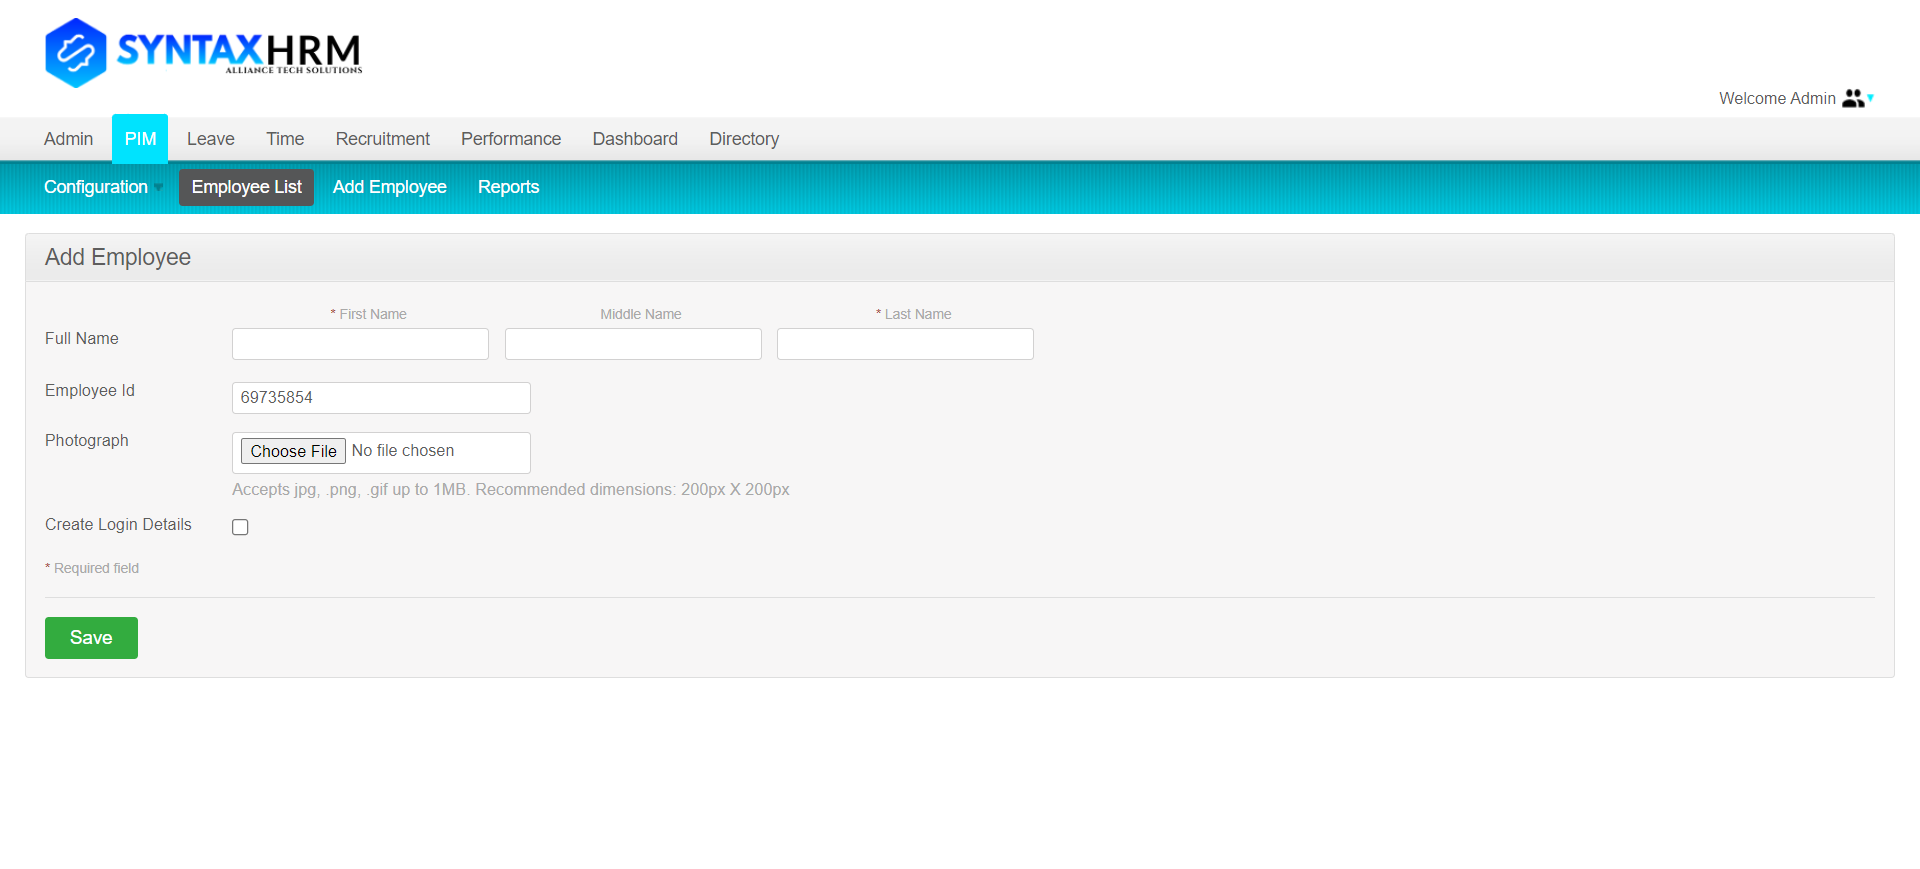 SYNTAXHRM
ALLIANCE TECH SOLUTIONS
Welcome Admin
Admin PIM Leave Time Recruitment Performance Dashboard Directory
Configuration Employee List Add Employee Reports
Add Employee
* First Name Middle Name * Last Name
Full Name
Employee Id 69735854
Photograph Choose File No file chosen
Accepts jpg, .png, .gif up to 1MB. Recommended dimensions: 200px X 200px
Create Login Details
* Required field
Save